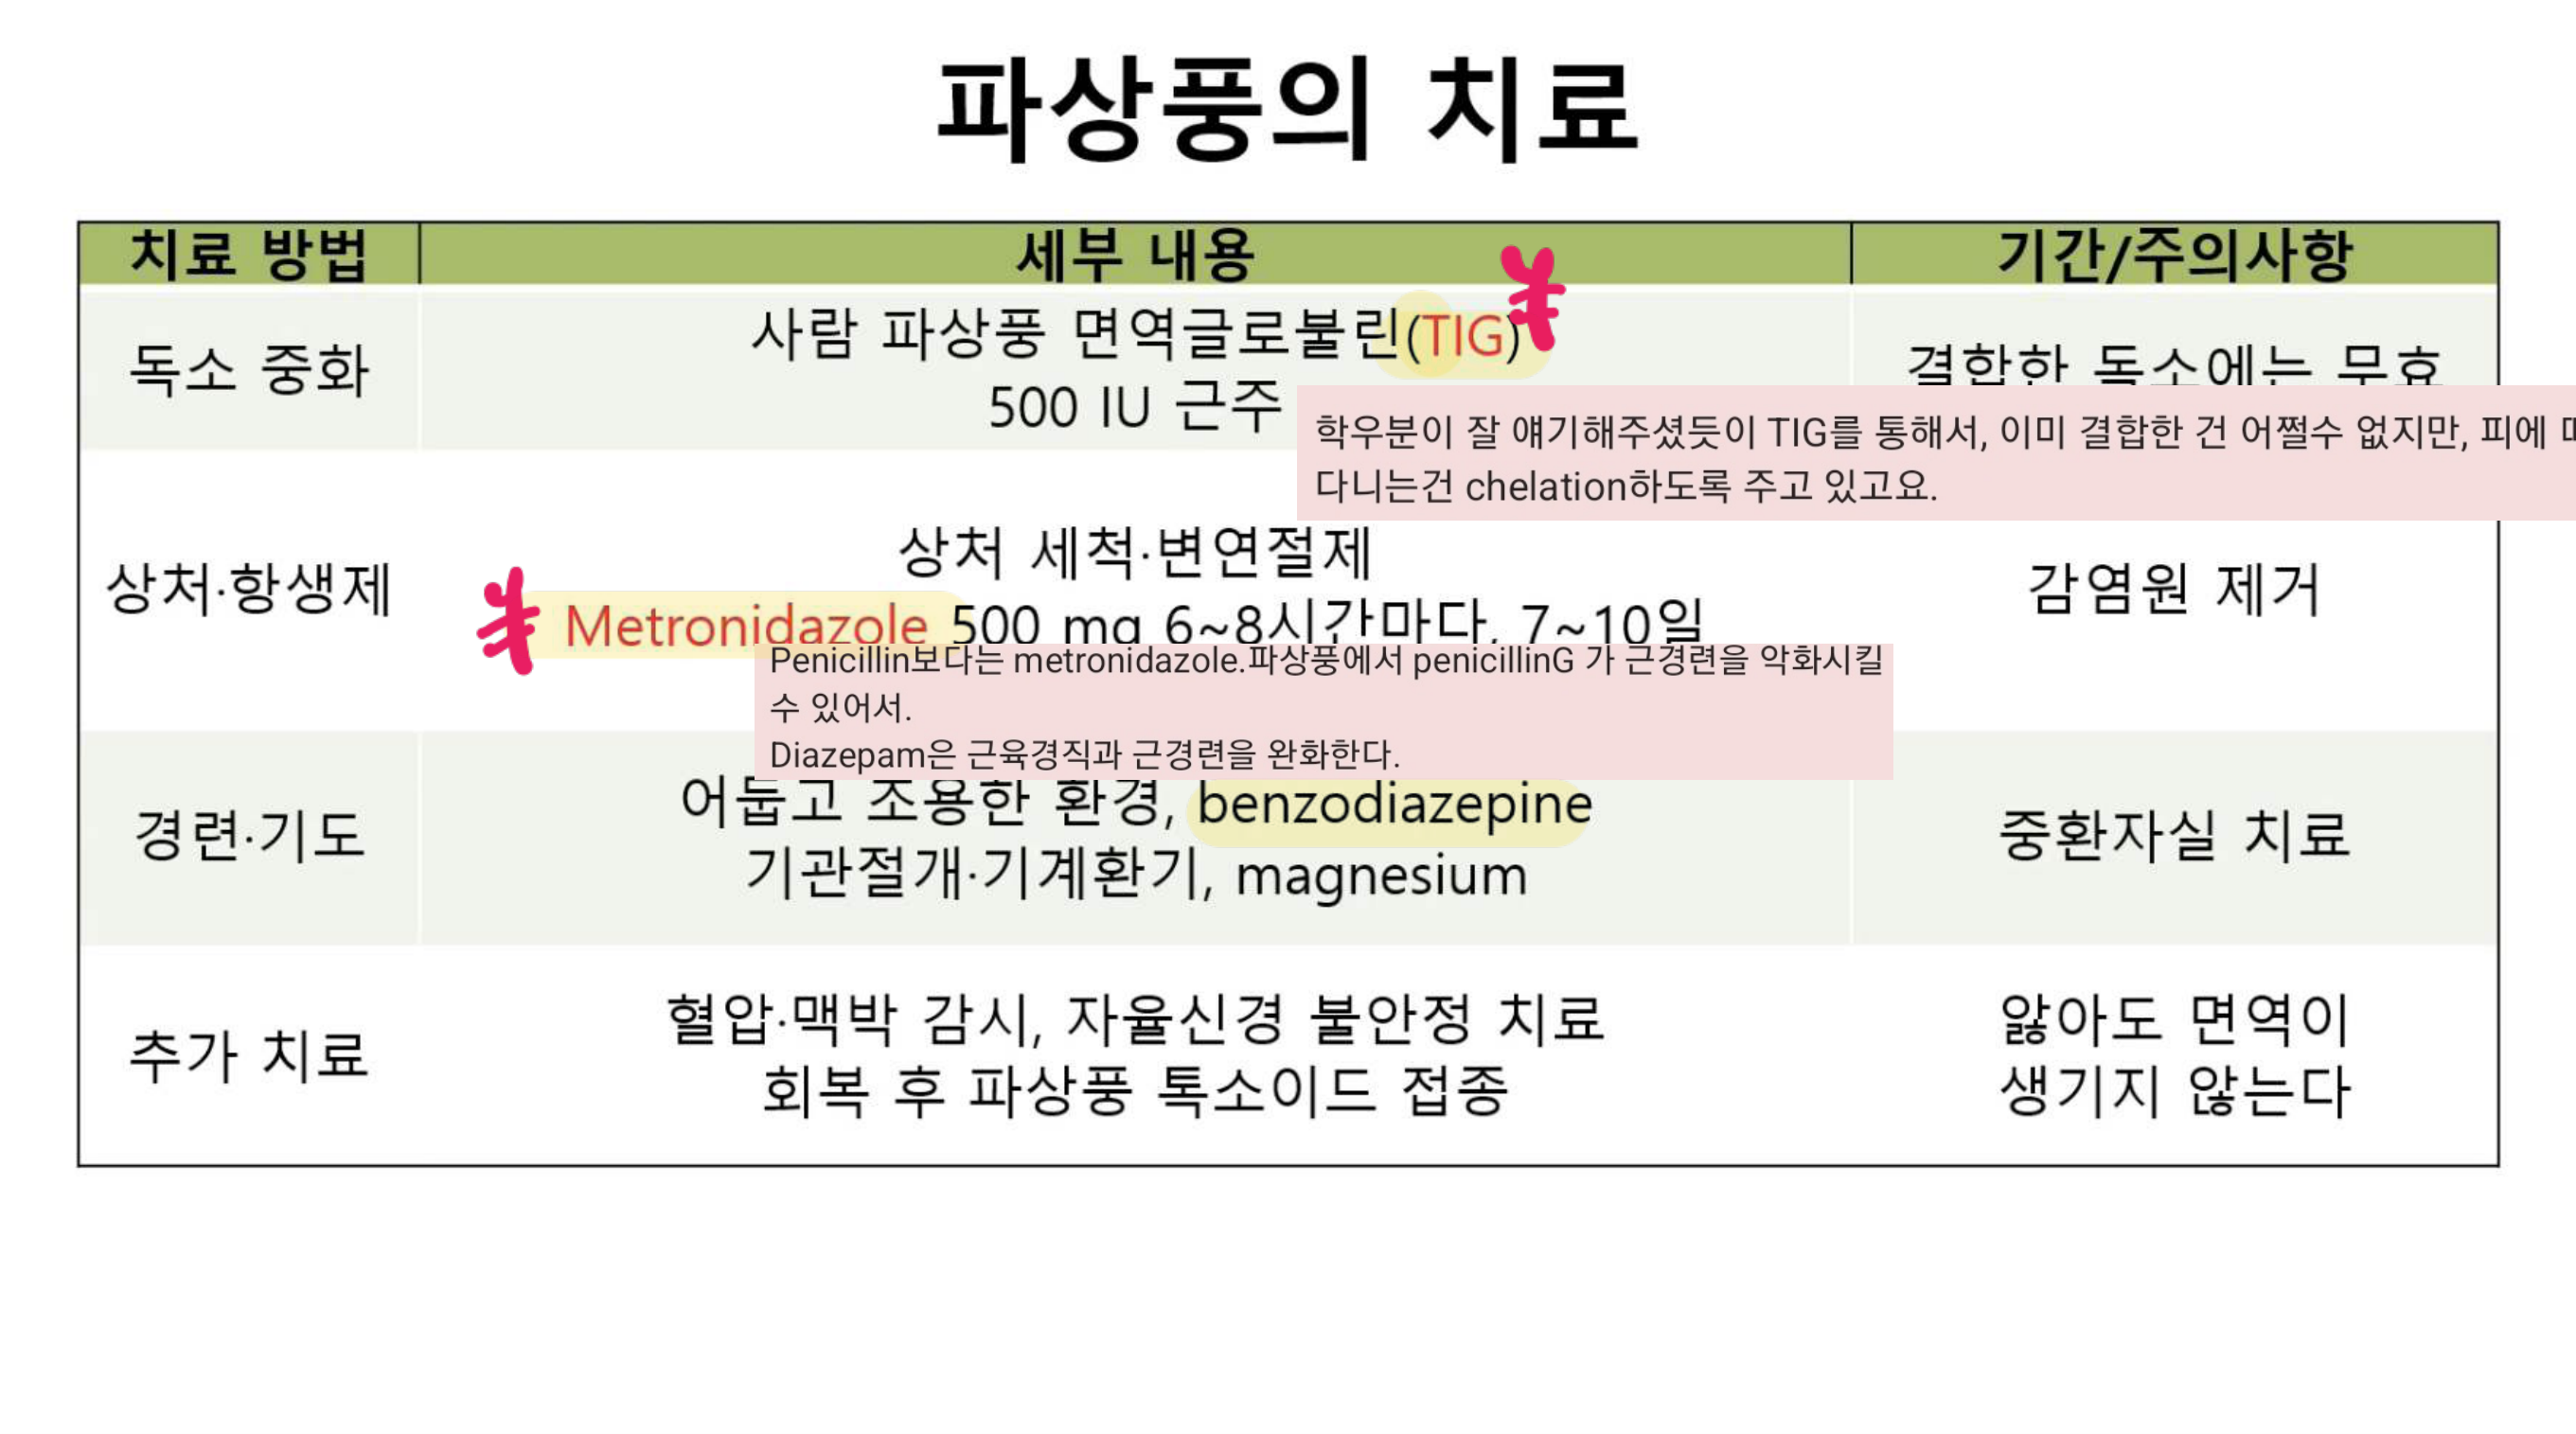 파상풍의 치료
치료 방법
세부 내용
기간/주의사항
독소 중화
사람 파상풍 면역글로불린(TIG)
500 IU 근주
결합한 독소에는 무효
학우분이 잘 얘기해주셨듯이 TIG를 통해서, 이미 결합한 건 어쩔수 없지만, 피에
다니는건 chelation하도록 주고 있고요.
상처·항생제
상처 세척·변연절제
Metronidazole 500 mg 6~8시간마다, 7~10일
감염원 제거
Penicillin보다는 metronidazole.파상풍에서 penicillinG 가 근경련을 악화시킬
수 있어서.
Diazepam은 근육경직과 근경련을 완화한다.
경련·기도
어둡고 조용한 환경, benzodiazepine
기관절개·기계환기, magnesium
중환자실 치료
추가 치료
혈압·맥박 감시, 자율신경 불안정 치료
회복 후 파상풍 톡소이드 접종
앓아도 면역이
생기지 않는다